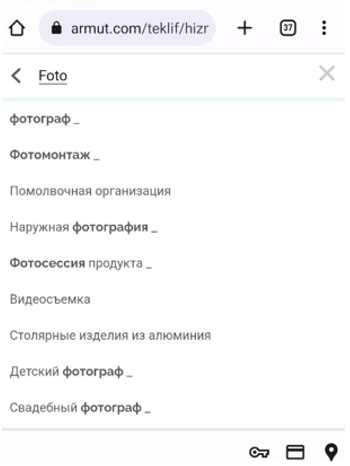 armut.com/teklif/hizr
37
Foto
фотограф _
Фотомонтаж _
Помолвочная организация
Наружная фотография _
Фотосессия продукта _
Видеосъемка
Столярные изделия из алюминия
Детский фотограф _
Свадебный фотограф _